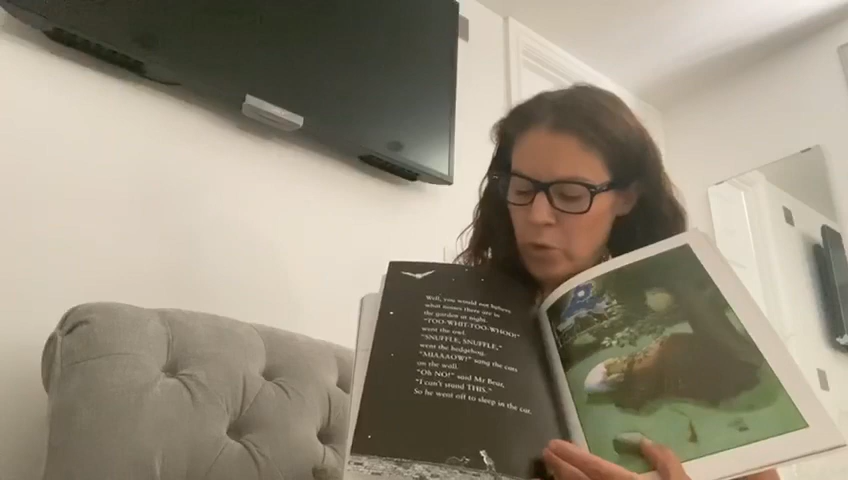 Well, you would not believe
what noises there are in
the garden at night.
"TOO-WHIT-TOO-WHOO!"
went the owl.
"SNUFFLE, SNUFFLE,"
went the hedgehog.
"MIAAAOW!" sang the cats
on the wall.
"Oh NO!" said Mr Bear,
"I can't stand THIS."
So he went off to sleep in the car.